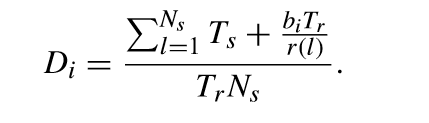 D_i = \frac{\sum_{l=1}^{N_s} T_s + \frac{b_i T_r}{r(l)}}{T_r N_s}.